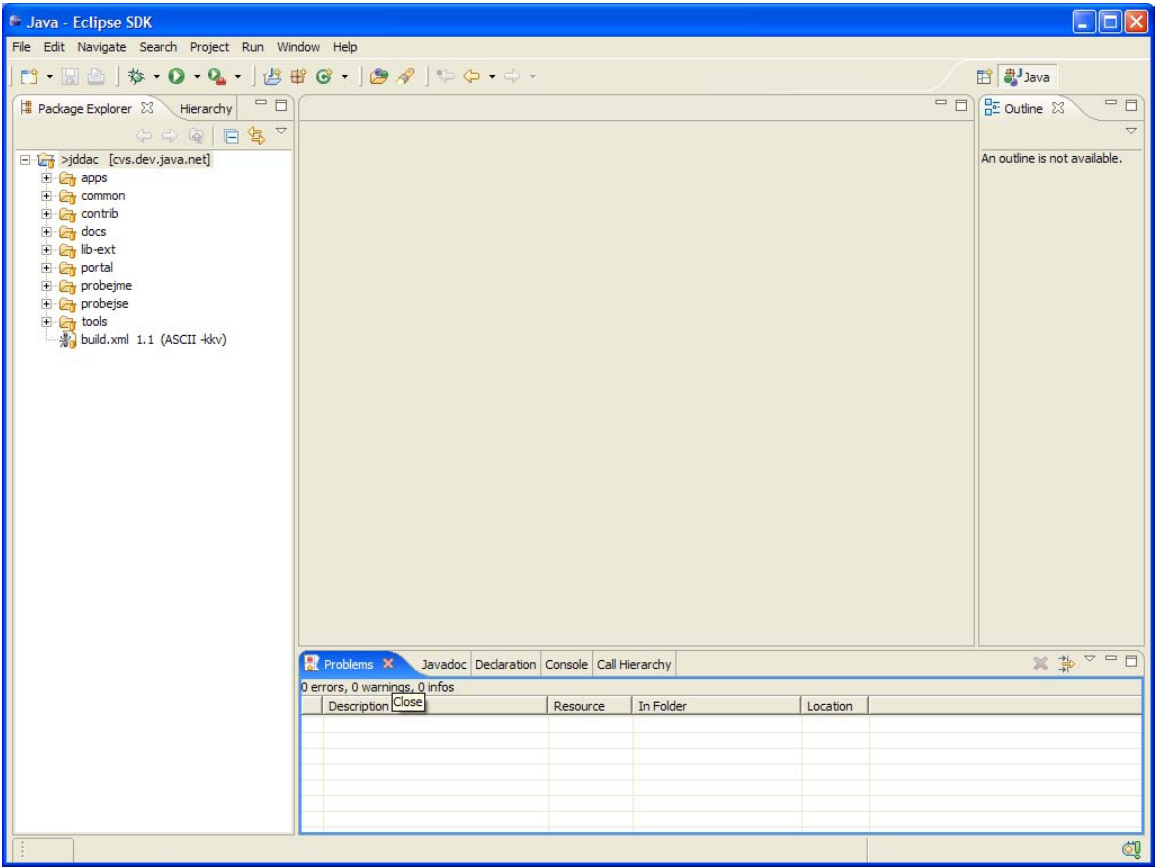 Java - Eclipse SDK
File Edit Navigate Search Project Run Window Help
Java
Package Explorer Hierarchy
Outline
>jddac [cvs.dev.java.net]
An outline is not available.
apps
common
contrib
docs
lib-ext
portal
probejme
probejse
tools
build.xml 1.1 (ASCII -kkv)
Problems Javadoc Declaration Console Call Hierarchy
0 errors, 0 warnings, 0 infos
Close
Description Resource In Folder Location